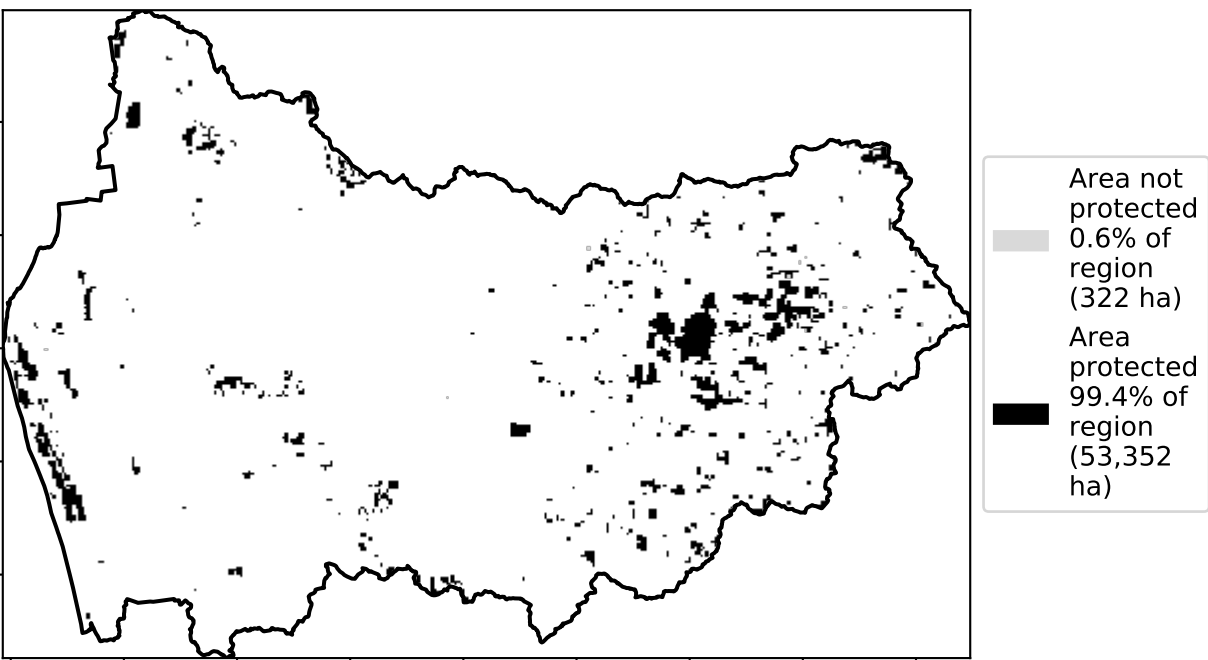 Area not
protected
0.6% of
region
(322 ha)
Area
protected
99.4% of
region
(53,352
ha)